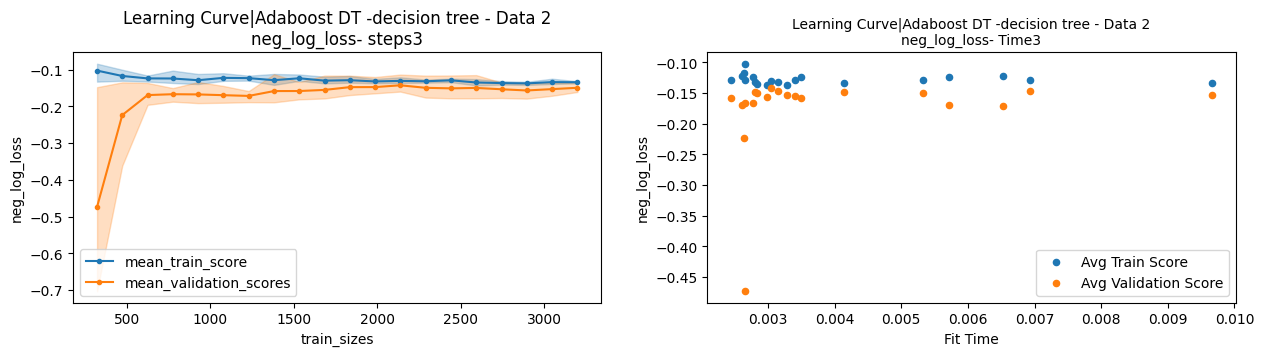 Learning Curve|Adaboost DT -decision tree - Data 2
neg_log_loss- steps3
neg_log_loss
−0.1
−0.2
−0.3
−0.4
−0.5
−0.6
−0.7
mean_train_score
mean_validation_scores
500
1000
1500
2000
2500
3000
train_sizes
Learning Curve|Adaboost DT -decision tree - Data 2
neg_log_loss- Time3
neg_log_loss
−0.10
−0.15
−0.20
−0.25
−0.30
−0.35
−0.40
−0.45
Avg Train Score
Avg Validation Score
0.003
0.004
0.005
0.006
0.007
0.008
0.009
0.010
Fit Time